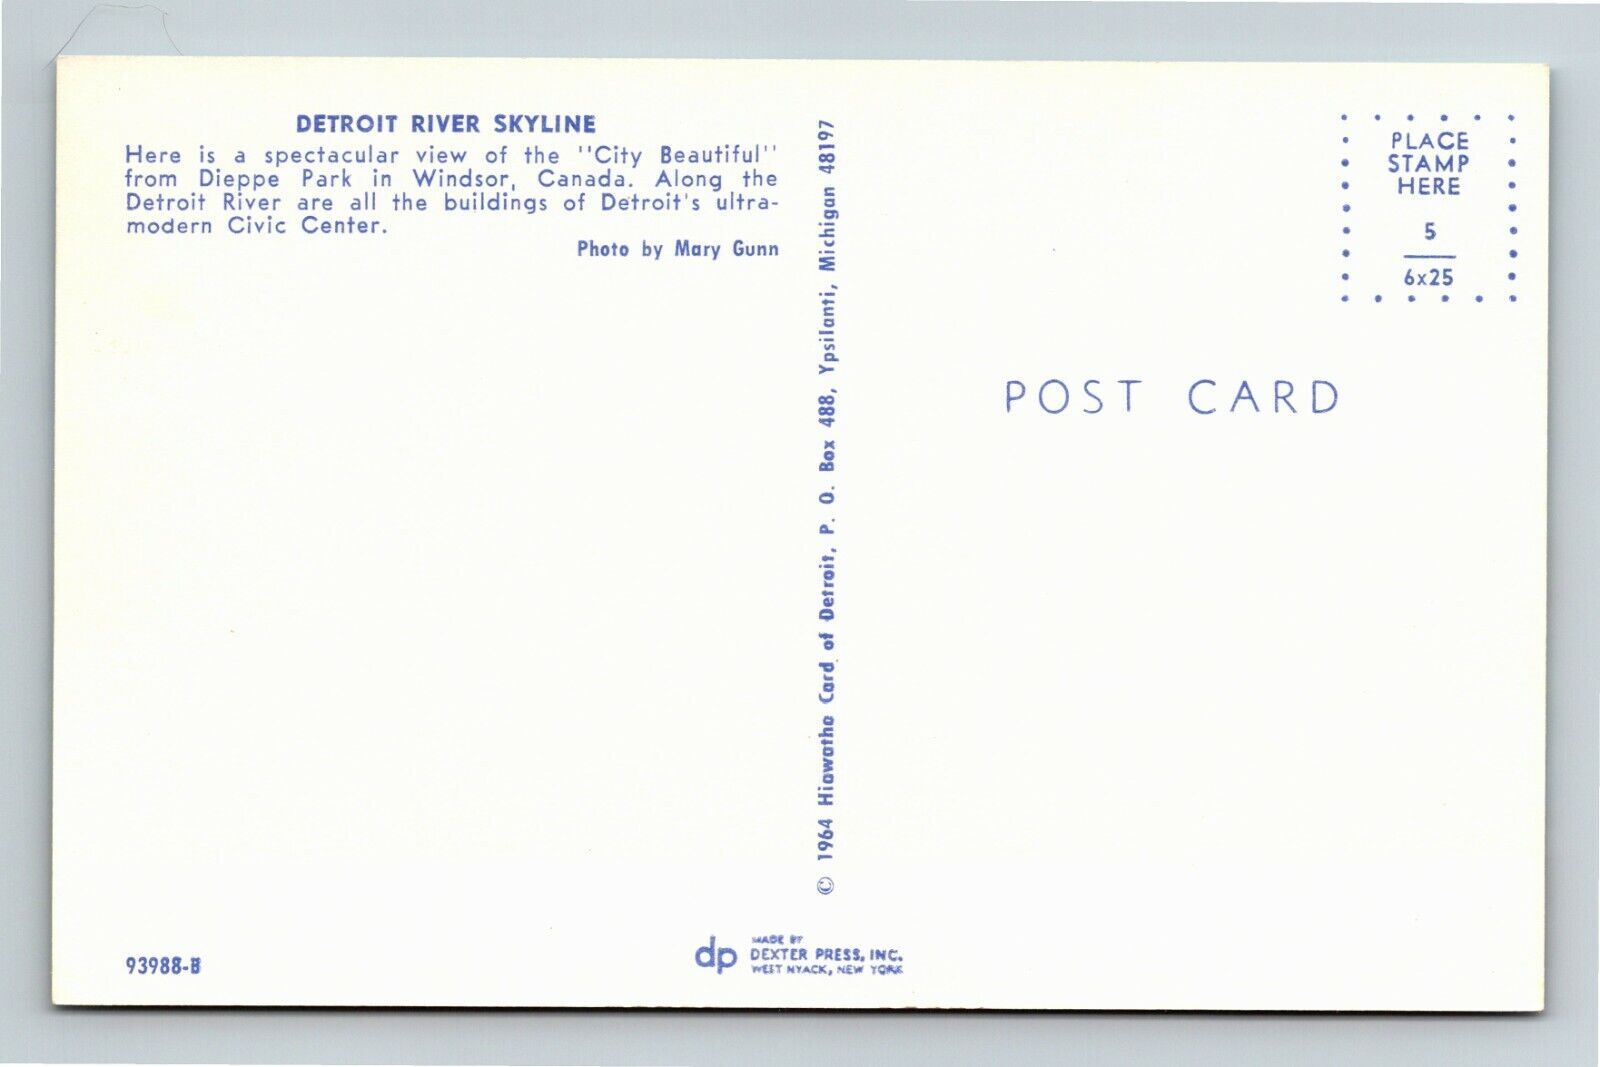 DETROIT RIVER SKYLINE
Here is a spectacular view of the "City Beautiful"
from Dieppe Park in Windsor, Canada. Along the
Detroit River are all the buildings of Detroit's ultra-
modern Civic Center.
Photo by Mary Gunn
93988-B
© 1964 Hiawatha Card of Detroit, P. O. Box 488, Ypsilanti, Michigan 48197
dp
MADE BY
DEXTER PRESS, INC.
WEST NYACK, NEW YORK
PLACE
STAMP
HERE
5
6x25
POST CARD